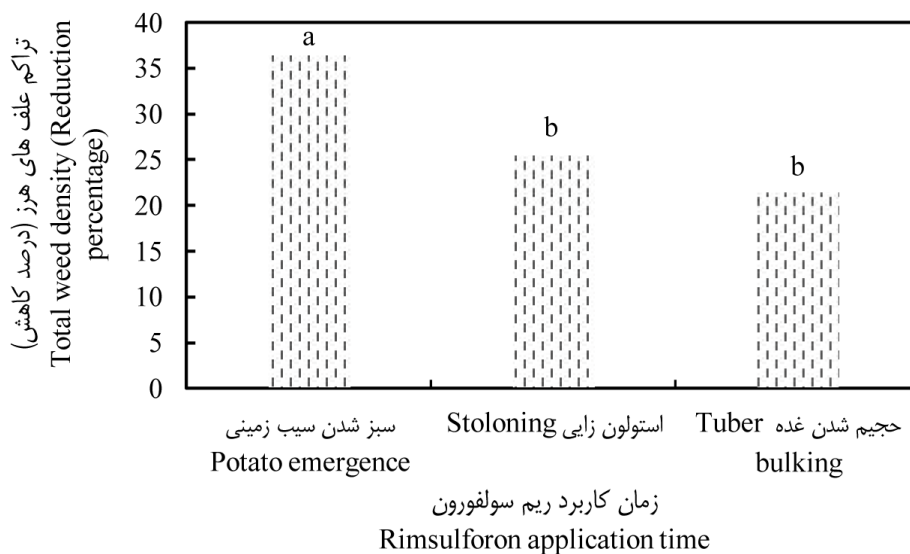 تراکم علف های هرز (درصد کاهش)
Total weed density (Reduction
percentage)
40
35
30
25
20
15
10
5
0
a
b
b
سبز شدن سیب زمینی
Potato emergence
استولون زایی Stoloning
حجیم شدن غده Tuber
bulking
زمان کاربرد ریم سولفورون
Rimsulforon application time